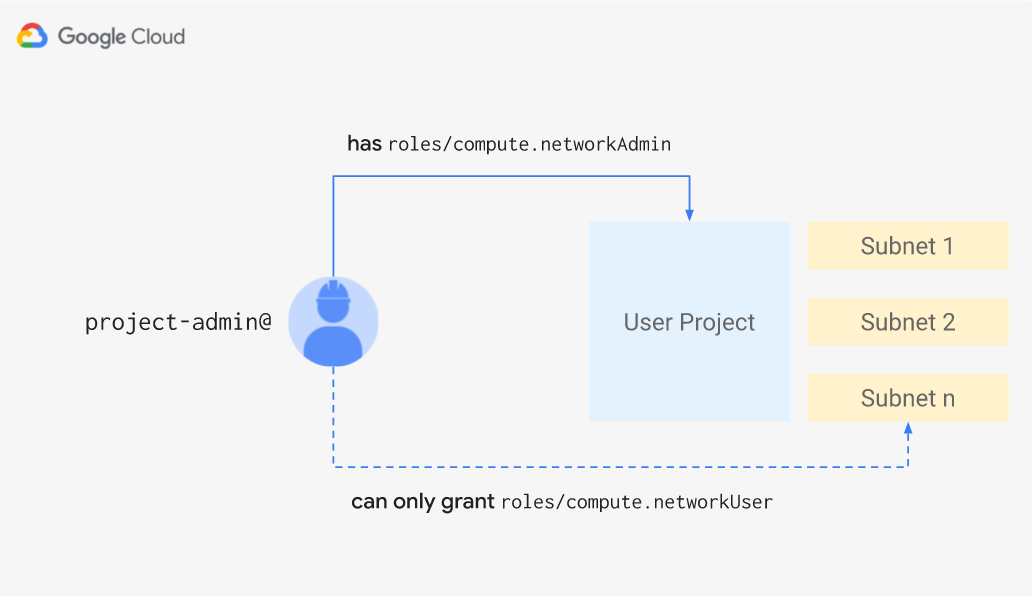 Google Cloud
has roles/compute.networkAdmin
project-admin@
User Project
Subnet 1
Subnet 2
Subnet n
can only grant roles/compute.networkUser